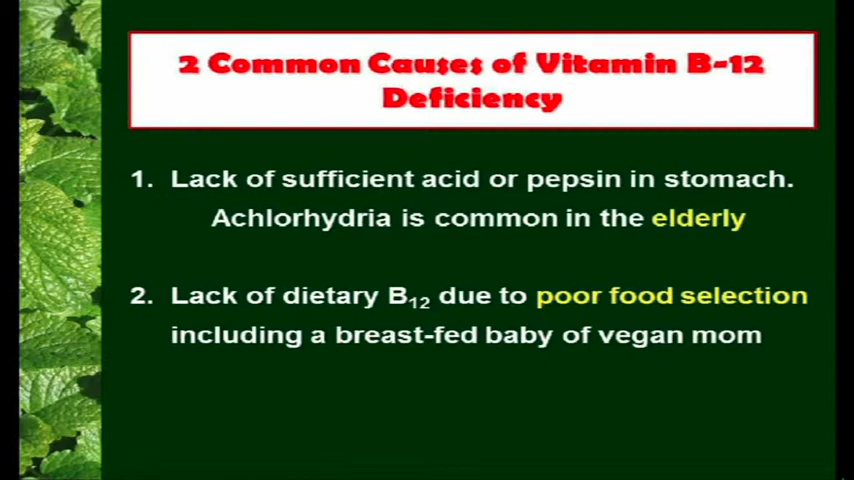 2 Common Causes of Vitamin B-12
Deficiency
1. Lack of sufficient acid or pepsin in stomach.
Achlorhydria is common in the elderly
2. Lack of dietary B₁₂ due to poor food selection
including a breast-fed baby of vegan mom